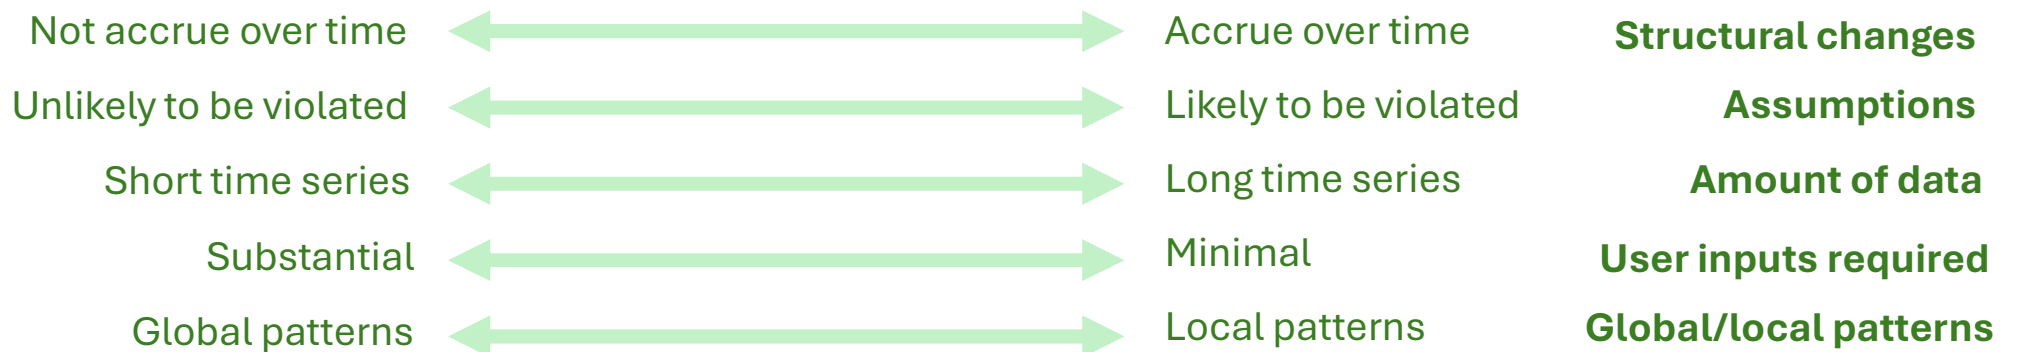 Not accrue over time Accrue over time Structural changes
Unlikely to be violated Likely to be violated Assumptions
Short time series Long time series Amount of data
Substantial Minimal User inputs required
Global patterns Local patterns Global/local patterns